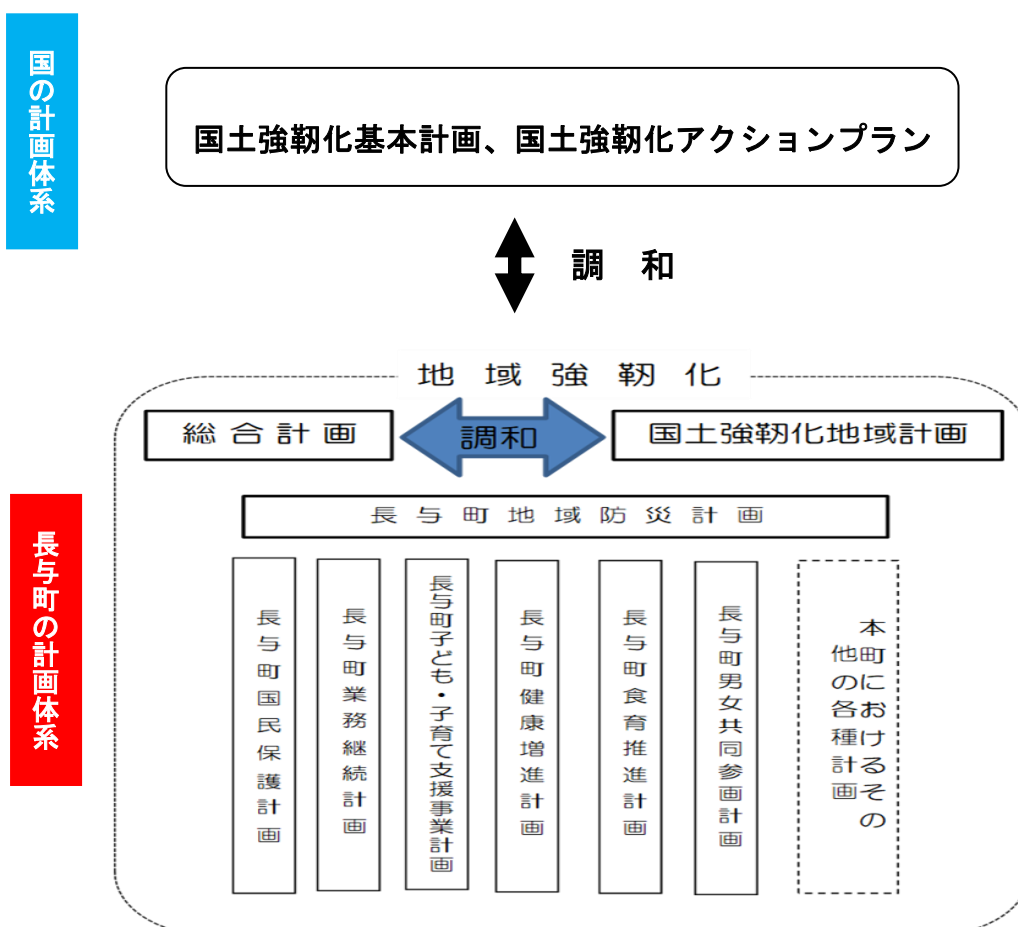 国の計画体系
国土強靭化基本計画、国土強靭化アクションプラン
調 和
地 域 強 靭 化
総 合 計 画
調和
国土強靭化地域計画
長与町の計画体系
長 与 町 地 域 防 災 計 画
長与町国民保護計画
長与町業務継続計画
長与町子ども・子育て支援事業計画
長与町健康増進計画
長与町食育推進計画
長与町男女共同参画計画
本町におけるその
他の各種計画